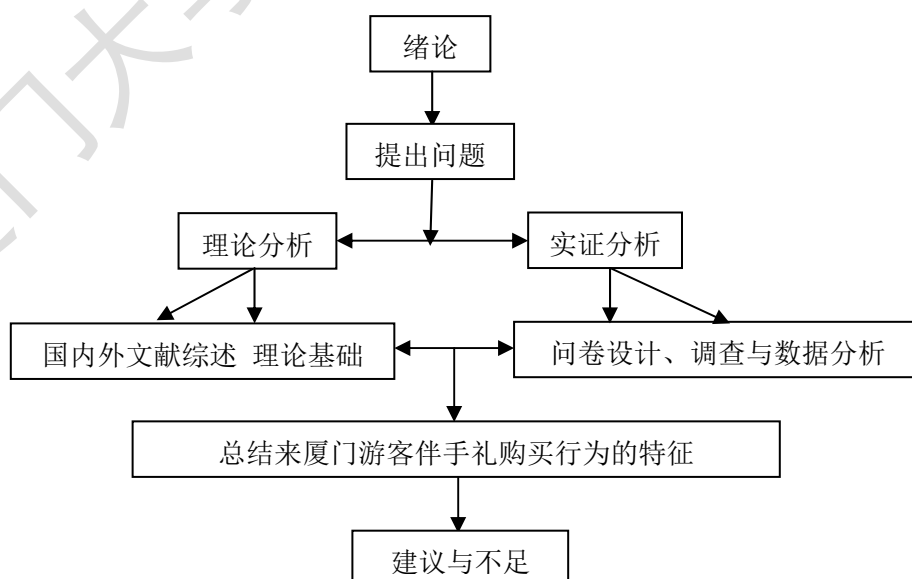 绪论
提出问题
理论分析
实证分析
国内外文献综述 理论基础
问卷设计、调查与数据分析
总结来厦门游客伴手礼购买行为的特征
建议与不足
门大